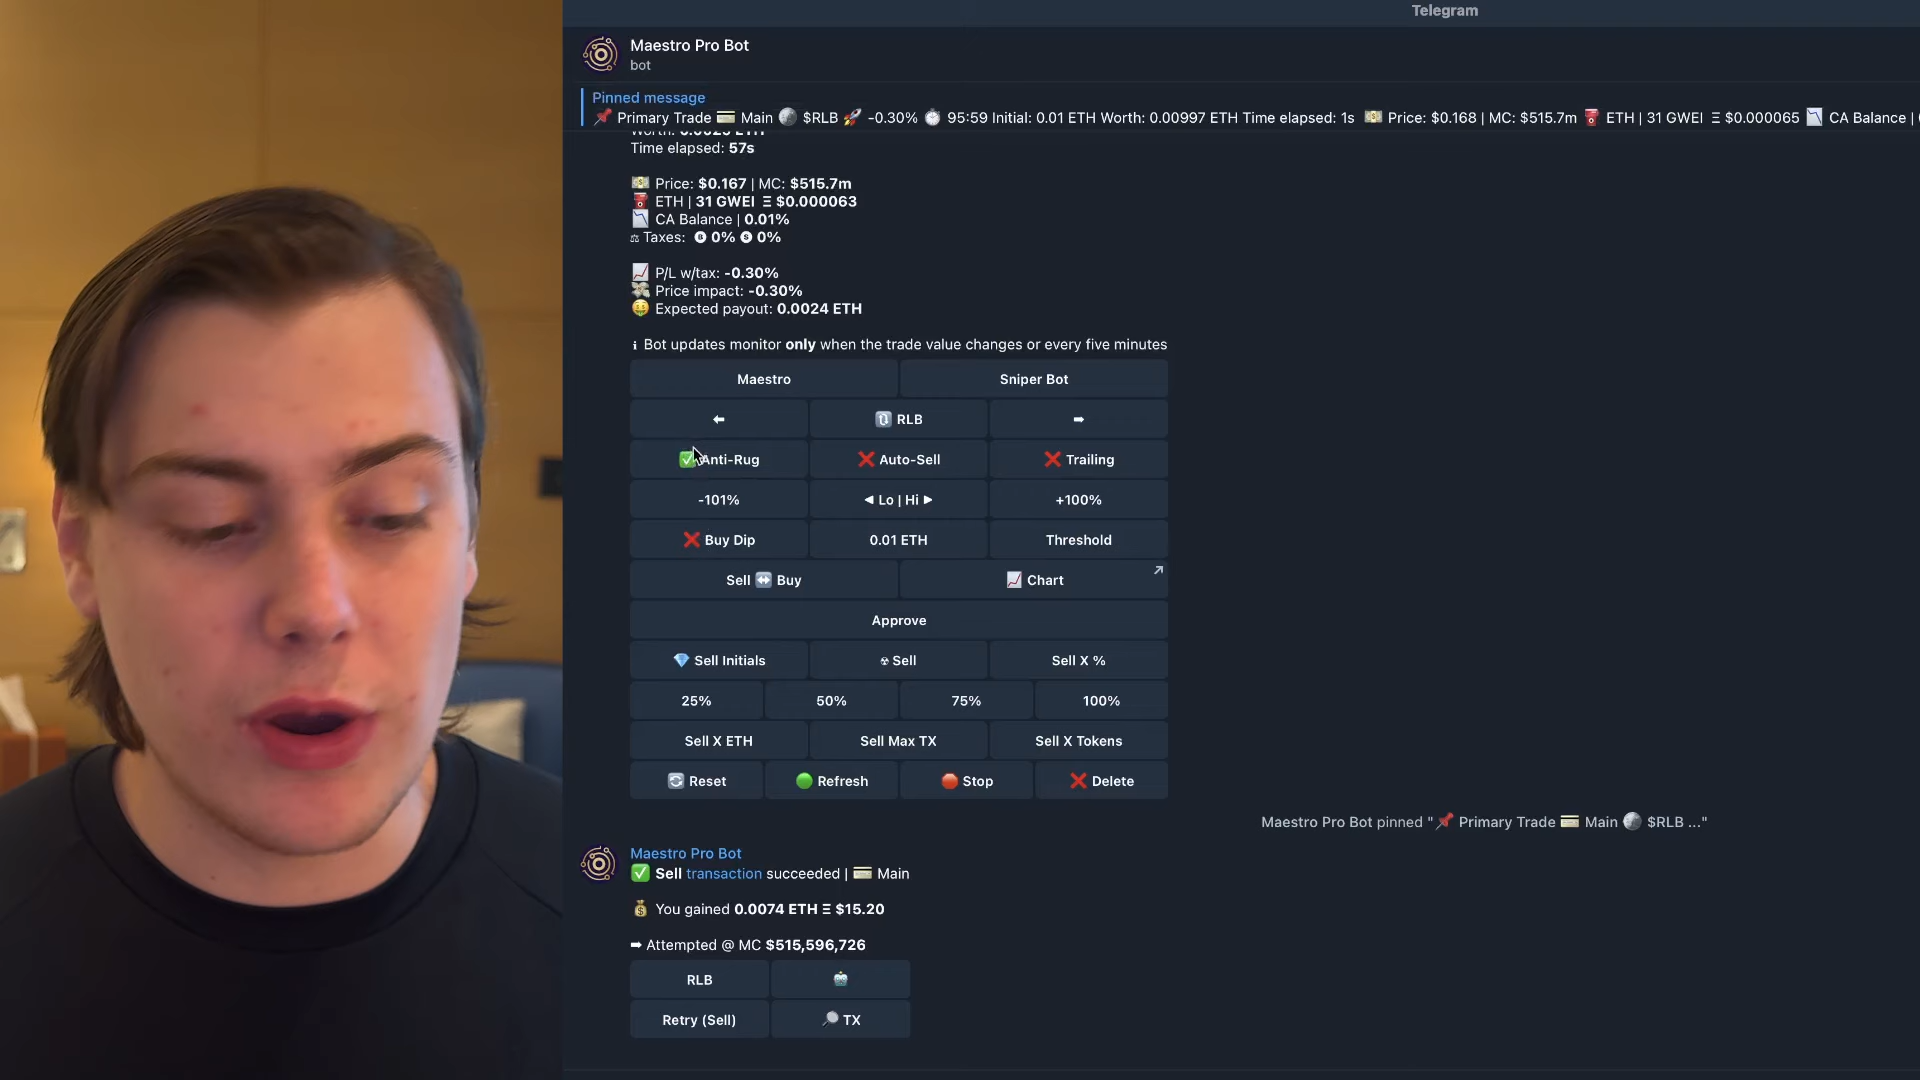 Telegram
Maestro Pro Bot
bot
Pinned message
📌 Primary Trade 💳 Main 🌑 $RLB 🚀 -0.30% ⏱ 95:59 Initial: 0.01 ETH Worth: 0.00997 ETH Time elapsed: 1s 💵 Price: $0.168 | MC: $515.7m ⛽ ETH | 31 GWEI Ξ $0.000065 📉 CA Balance |
Worth: 0.0025 ETH
Time elapsed: 57s
💵 Price: $0.167 | MC: $515.7m
⛽ ETH | 31 GWEI Ξ $0.000063
📉 CA Balance | 0.01%
⚖ Taxes: 🅑 0% 🅢 0%
📈 P/L w/tax: -0.30%
💸 Price impact: -0.30%
🤑 Expected payout: 0.0024 ETH
ℹ Bot updates monitor only when the trade value changes or every five minutes
Maestro
Sniper Bot
⬅
🔃 RLB
➡
✅ Anti-Rug
❌ Auto-Sell
❌ Trailing
-101%
◀ Lo | Hi ▶
+100%
❌ Buy Dip
0.01 ETH
Threshold
Sell ↔ Buy
📈 Chart
Approve
💎 Sell Initials
☢ Sell
Sell X %
25%
50%
75%
100%
Sell X ETH
Sell Max TX
Sell X Tokens
🔄 Reset
🟢 Refresh
🛑 Stop
❌ Delete
Maestro Pro Bot pinned "📌 Primary Trade 💳 Main 🌑 $RLB ..."
Maestro Pro Bot
✅ Sell transaction succeeded | 💳 Main
💰 You gained 0.0074 ETH Ξ $15.20
➡ Attempted @ MC $515,596,726
RLB
Retry (Sell)
🔎 TX